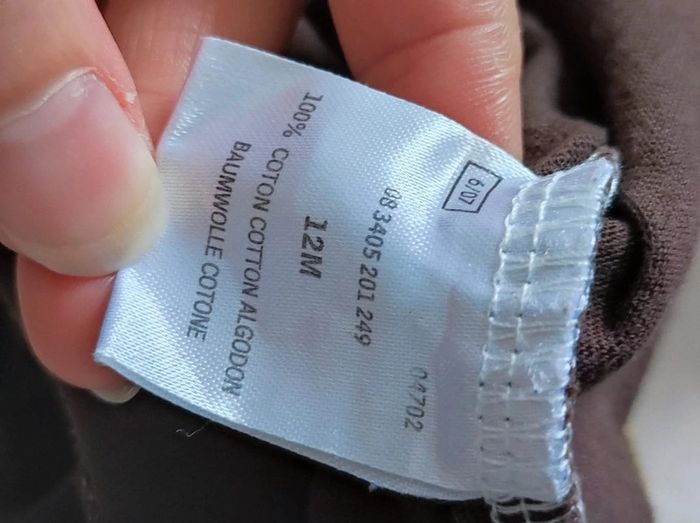 6/07 04702
08 3405 201 249
12M
100% COTON COTTON ALGODON
BAUMWOLLE COTONE